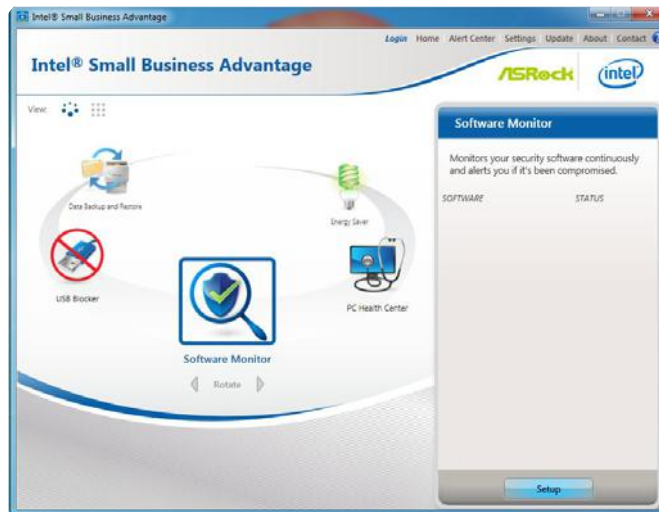 Intel® Small Business Advantage
Login Home Alert Center Settings Update About Contact
Intel® Small Business Advantage
ASRock
intel
View:
Software Monitor
Monitors your security software continuously
and alerts you if it's been compromised.
SOFTWARE STATUS
Data Backup and Restore
Energy Saver
USB Blocker
PC Health Center
Software Monitor
Rotate
Setup